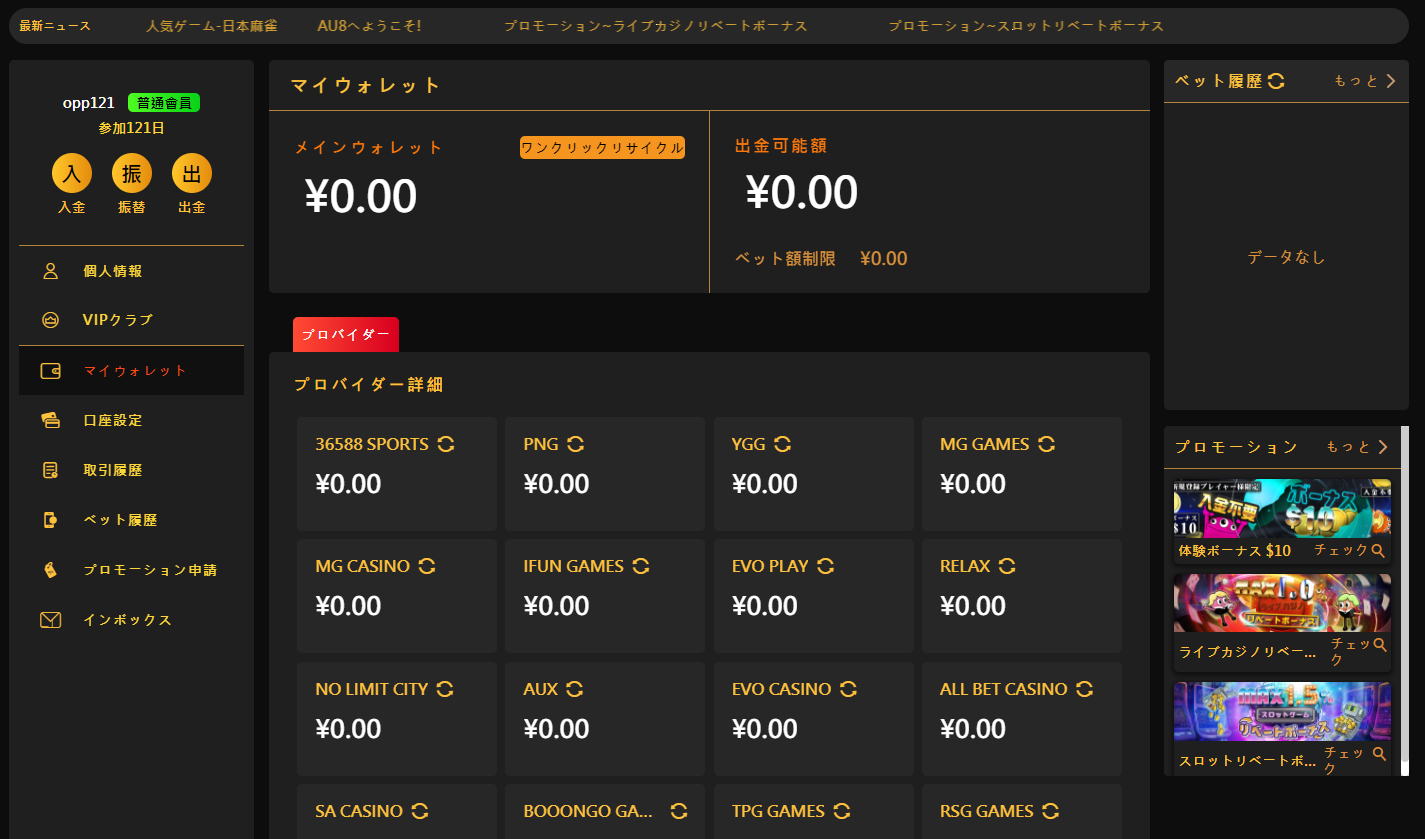 最新ニュース
人気ゲーム-日本麻雀
AU8へようこそ!
プロモーション~ライブカジノリベートボーナス
プロモーション~スロットリベートボーナス
opp121
普通會員
参加121日
入 振 出
入金 振替 出金
個人情報
VIPクラブ
マイウォレット
口座設定
取引履歴
ベット履歴
プロモーション申請
インボックス
マイウォレット
メインウォレット
ワンクリックリサイクル
¥0.00
出金可能額
¥0.00
ベット額制限 ¥0.00
プロバイダー
プロバイダー詳細
36588 SPORTS
¥0.00
PNG
¥0.00
YGG
¥0.00
MG GAMES
¥0.00
MG CASINO
¥0.00
IFUN GAMES
¥0.00
EVO PLAY
¥0.00
RELAX
¥0.00
NO LIMIT CITY
¥0.00
AUX
¥0.00
EVO CASINO
¥0.00
ALL BET CASINO
¥0.00
SA CASINO
BOOONGO GA...
TPG GAMES
RSG GAMES
ベット履歴
もっと
データなし
プロモーション
もっと
入金不要
ボーナス
$10
体験ボーナス $10
チェック
MAX1.0
ライブカジノ
リベートボーナス
ライブカジノリベー...
チェッ
ク
MAX1.5%
スロットゲーム
リベートボーナス
スロットリベートボ...
チェッ
ク